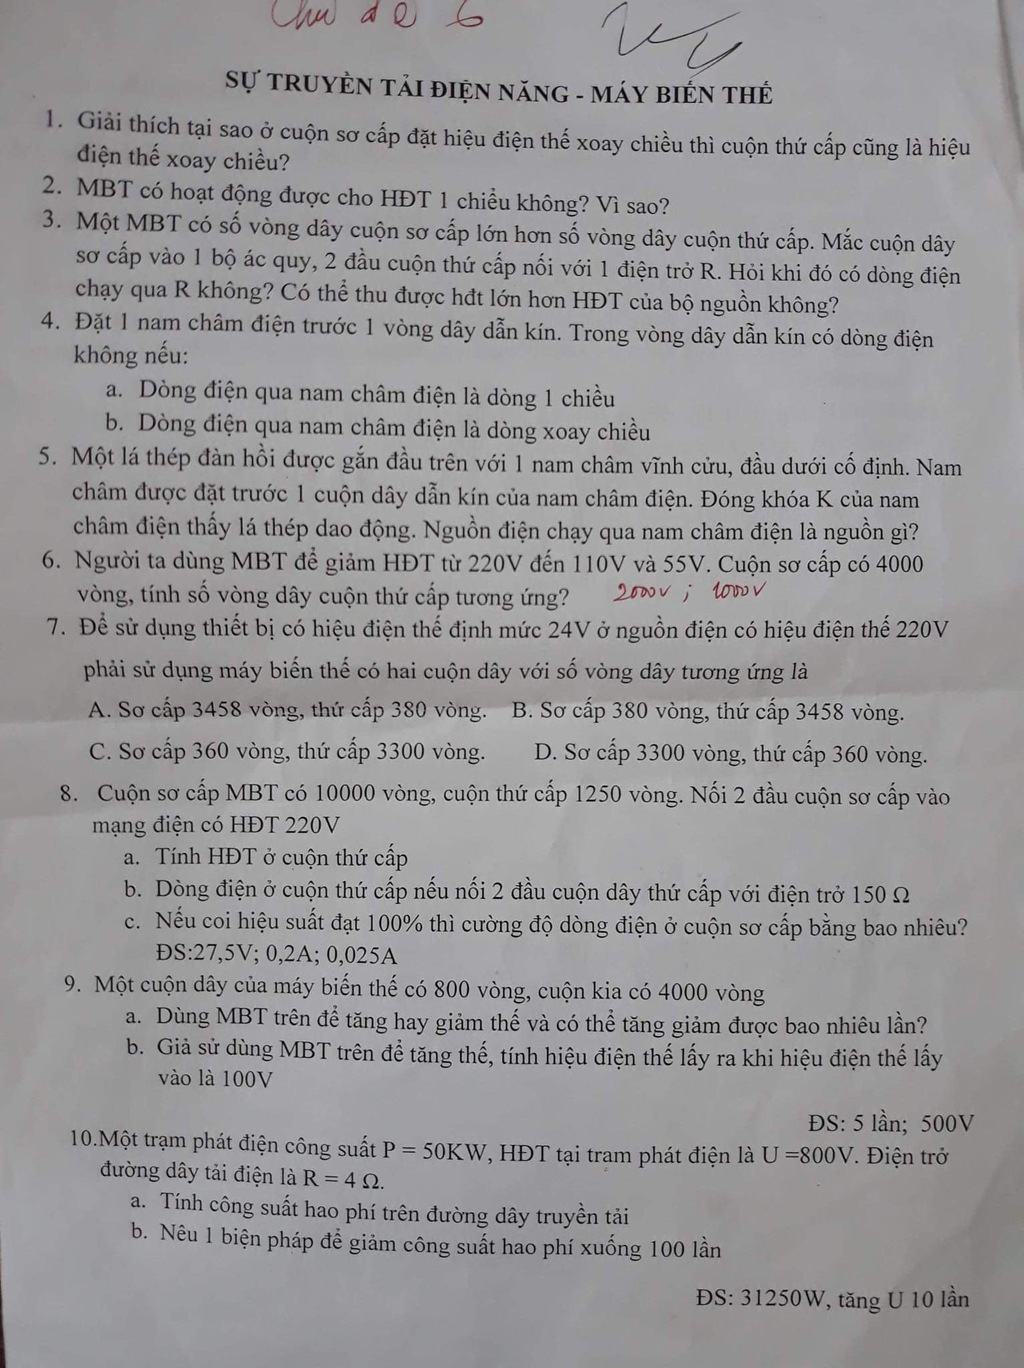 Chủ đề 6
SỰ TRUYỀN TẢI ĐIỆN NĂNG - MÁY BIẾN THẾ
1. Giải thích tại sao ở cuộn sơ cấp đặt hiệu điện thế xoay chiều thì cuộn thứ cấp cũng là hiệu
điện thế xoay chiều?
2. MBT có hoạt động được cho HĐT 1 chiều không? Vì sao?
3. Một MBT có số vòng dây cuộn sơ cấp lớn hơn số vòng dây cuộn thứ cấp. Mắc cuộn dây
sơ cấp vào 1 bộ ác quy, 2 đầu cuộn thứ cấp nối với 1 điện trở R. Hỏi khi đó có dòng điện
chạy qua R không? Có thể thu được hđt lớn hơn HĐT của bộ nguồn không?
4. Đặt 1 nam châm điện trước 1 vòng dây dẫn kín. Trong vòng dây dẫn kín có dòng điện
không nếu:
a. Dòng điện qua nam châm điện là dòng 1 chiều
b. Dòng điện qua nam châm điện là dòng xoay chiều
5. Một lá thép đàn hồi được gắn đầu trên với 1 nam châm vĩnh cửu, đầu dưới cố định. Nam
châm được đặt trước 1 cuộn dây dẫn kín của nam châm điện. Đóng khóa K của nam
châm điện thấy lá thép dao động. Nguồn điện chạy qua nam châm điện là nguồn gì?
6. Người ta dùng MBT để giảm HĐT từ 220V đến 110V và 55V. Cuộn sơ cấp có 4000
vòng, tính số vòng dây cuộn thứ cấp tương ứng? 2000v ; 1000v
7. Để sử dụng thiết bị có hiệu điện thế định mức 24V ở nguồn điện có hiệu điện thế 220V
phải sử dụng máy biến thế có hai cuộn dây với số vòng dây tương ứng là
A. Sơ cấp 3458 vòng, thứ cấp 380 vòng. B. Sơ cấp 380 vòng, thứ cấp 3458 vòng.
C. Sơ cấp 360 vòng, thứ cấp 3300 vòng. D. Sơ cấp 3300 vòng, thứ cấp 360 vòng.
8. Cuộn sơ cấp MBT có 10000 vòng, cuộn thứ cấp 1250 vòng. Nối 2 đầu cuộn sơ cấp vào
mạng điện có HĐT 220V
a. Tính HĐT ở cuộn thứ cấp
b. Dòng điện ở cuộn thứ cấp nếu nối 2 đầu cuộn dây thứ cấp với điện trở 150 Ω
c. Nếu coi hiệu suất đạt 100% thì cường độ dòng điện ở cuộn sơ cấp bằng bao nhiêu?
ĐS:27,5V; 0,2A; 0,025A
9. Một cuộn dây của máy biến thế có 800 vòng, cuộn kia có 4000 vòng
a. Dùng MBT trên để tăng hay giảm thế và có thể tăng giảm được bao nhiêu lần?
b. Giả sử dùng MBT trên để tăng thế, tính hiệu điện thế lấy ra khi hiệu điện thế lấy
vào là 100V
ĐS: 5 lần; 500V
10.Một trạm phát điện công suất P = 50KW, HĐT tại tram phát điện là U =800V. Điện trở
đường dây tải điện là R = 4 Ω.
a. Tính công suất hao phí trên đường dây truyền tải
b. Nêu 1 biện pháp để giảm công suất hao phí xuống 100 lần
ĐS: 31250W, tăng U 10 lần